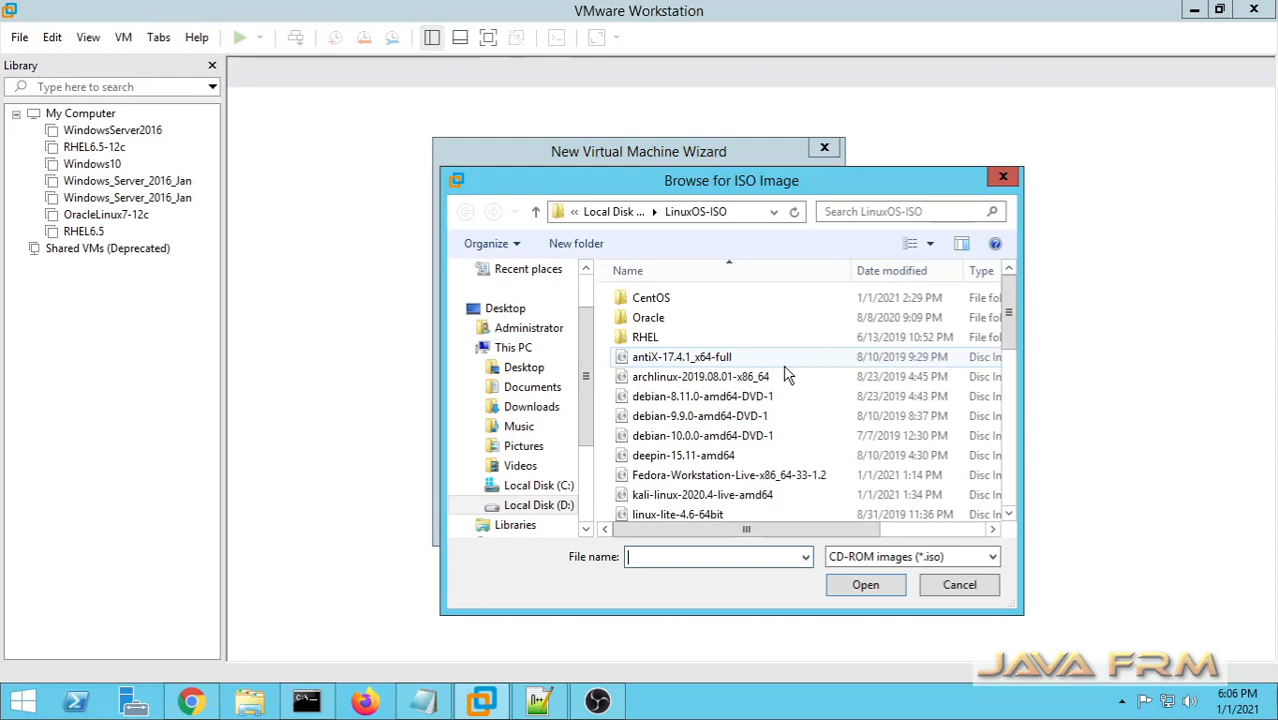 VMware Workstation
File Edit View VM Tabs Help
Library
Type here to search
My Computer
WindowsServer2016
RHEL6.5-12c
Windows10
Windows_Server_2016_Jan
Windows_Server_2016_Jan
OracleLinux7-12c
RHEL6.5
Shared VMs (Deprecated)
New Virtual Machine Wizard
Browse for ISO Image
« Local Disk ... LinuxOS-ISO
Search LinuxOS-ISO
Organize New folder
Recent places
Desktop
Administrator
This PC
Desktop
Documents
Downloads
Music
Pictures
Videos
Local Disk (C:)
Local Disk (D:)
Libraries
Name Date modified Type
CentOS 1/1/2021 2:29 PM File fol
Oracle 8/8/2020 9:09 PM File fol
RHEL 6/13/2019 10:52 PM File fol
antiX-17.4.1_x64-full 8/10/2019 9:29 PM Disc In
archlinux-2019.08.01-x86_64 8/23/2019 4:45 PM Disc In
debian-8.11.0-amd64-DVD-1 8/23/2019 4:43 PM Disc In
debian-9.9.0-amd64-DVD-1 8/10/2019 8:37 PM Disc In
debian-10.0.0-amd64-DVD-1 7/7/2019 12:30 PM Disc In
deepin-15.11-amd64 8/10/2019 4:30 PM Disc In
Fedora-Workstation-Live-x86_64-33-1.2 1/1/2021 1:14 PM Disc In
kali-linux-2020.4-live-amd64 1/1/2021 1:34 PM Disc In
linux-lite-4.6-64bit 8/31/2019 11:36 PM Disc In
File name:
CD-ROM images (*.iso)
Open Cancel
JAVA FRM
6:06 PM
1/1/2021